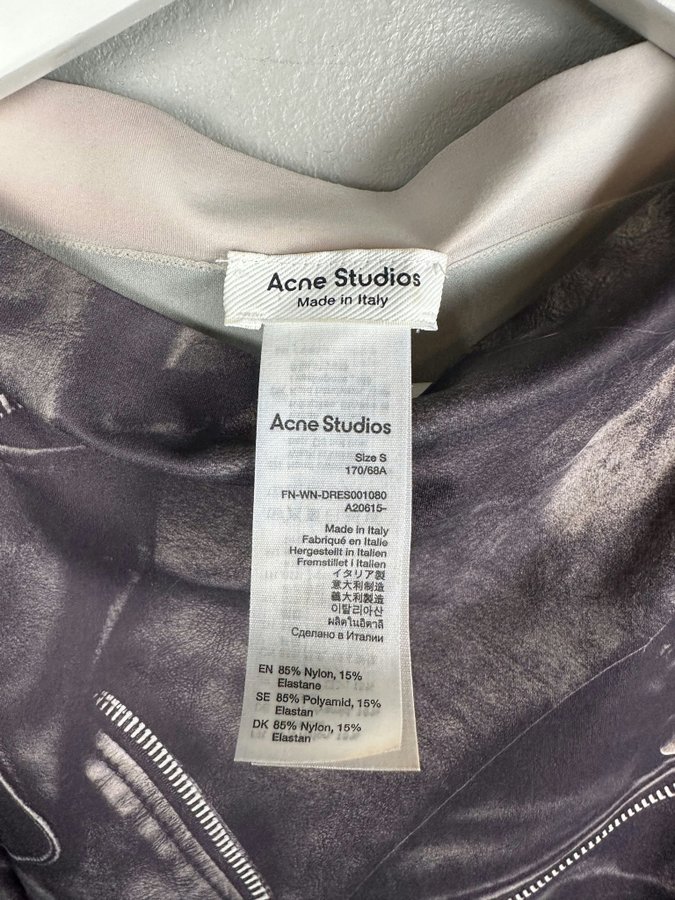 Acne Studios
Made in Italy
Acne Studios
Size S
170/68A
FN-WN-DRES001080
A20615-
Made in Italy
Fabriqué en Italie
Hergestellt in Italien
Fremstillet i Italien
イタリア製
意大利制造
義大利製造
이탈리아산
ผลิตในอิตาลี
Сделано в Италии
EN 85% Nylon, 15%
Elastane
SE 85% Polyamid, 15%
Elastan
DK 85% Nylon, 15%
Elastan